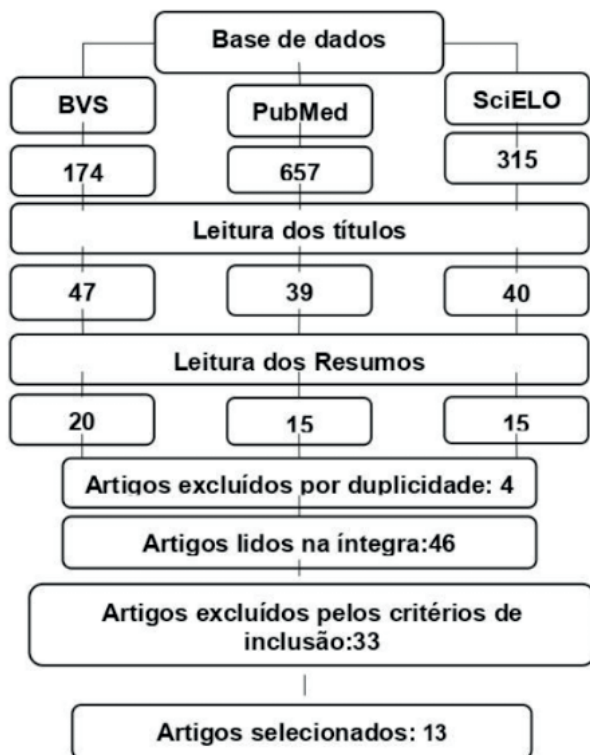 Base de dados
BVS
PubMed
SciELO
174
657
315
Leitura dos títulos
47
39
40
Leitura dos Resumos
20
15
15
Artigos excluídos por duplicidade: 4
Artigos lidos na íntegra:46
Artigos excluídos pelos critérios de
inclusão:33
Artigos selecionados: 13